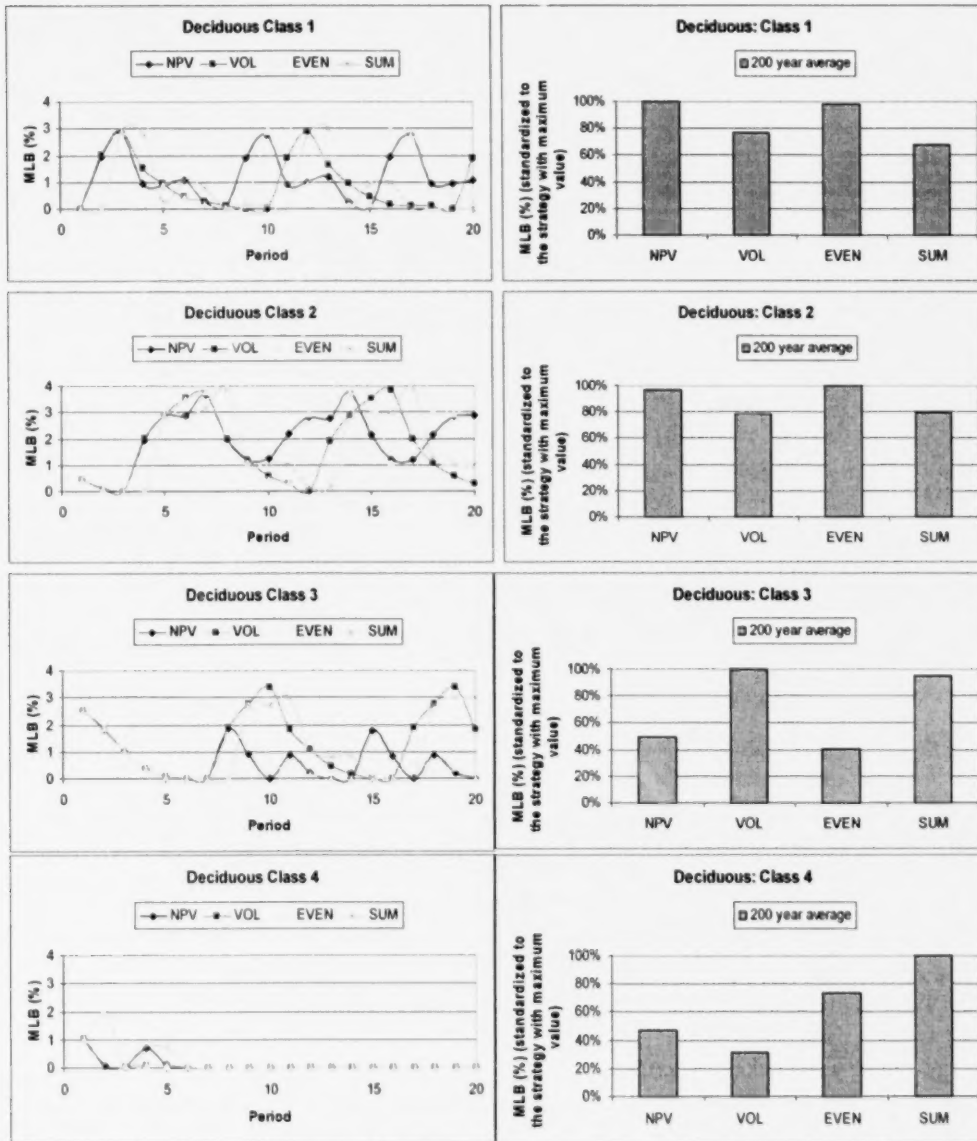 Deciduous Class 1
NPV VOL EVEN SUM
MLB (%)
4
3
2
1
0
0 5 10 15 20
Period
Deciduous: Class 1
200 year average
MLB (%) (standardized to
the strategy with maximum
value)
100%
80%
60%
40%
20%
0%
NPV VOL EVEN SUM
Deciduous Class 2
NPV VOL EVEN SUM
MLB (%)
4
3
2
1
0
0 5 10 15 20
Period
Deciduous: Class 2
200 year average
MLB (%) (standardized to
the strategy with maximum
value)
100%
80%
60%
40%
20%
0%
NPV VOL EVEN SUM
Deciduous Class 3
NPV VOL EVEN SUM
MLB (%)
4
3
2
1
0
0 5 10 15 20
Period
Deciduous: Class 3
200 year average
MLB (%) (standardized to
the strategy with maximum
value)
100%
80%
60%
40%
20%
0%
NPV VOL EVEN SUM
Deciduous Class 4
NPV VOL EVEN SUM
MLB (%)
4
3
2
1
0
0 5 10 15 20
Period
Deciduous: Class 4
200 year average
MLB (%) (standardized to
the strategy with maximum
value)
100%
80%
60%
40%
20%
0%
NPV VOL EVEN SUM